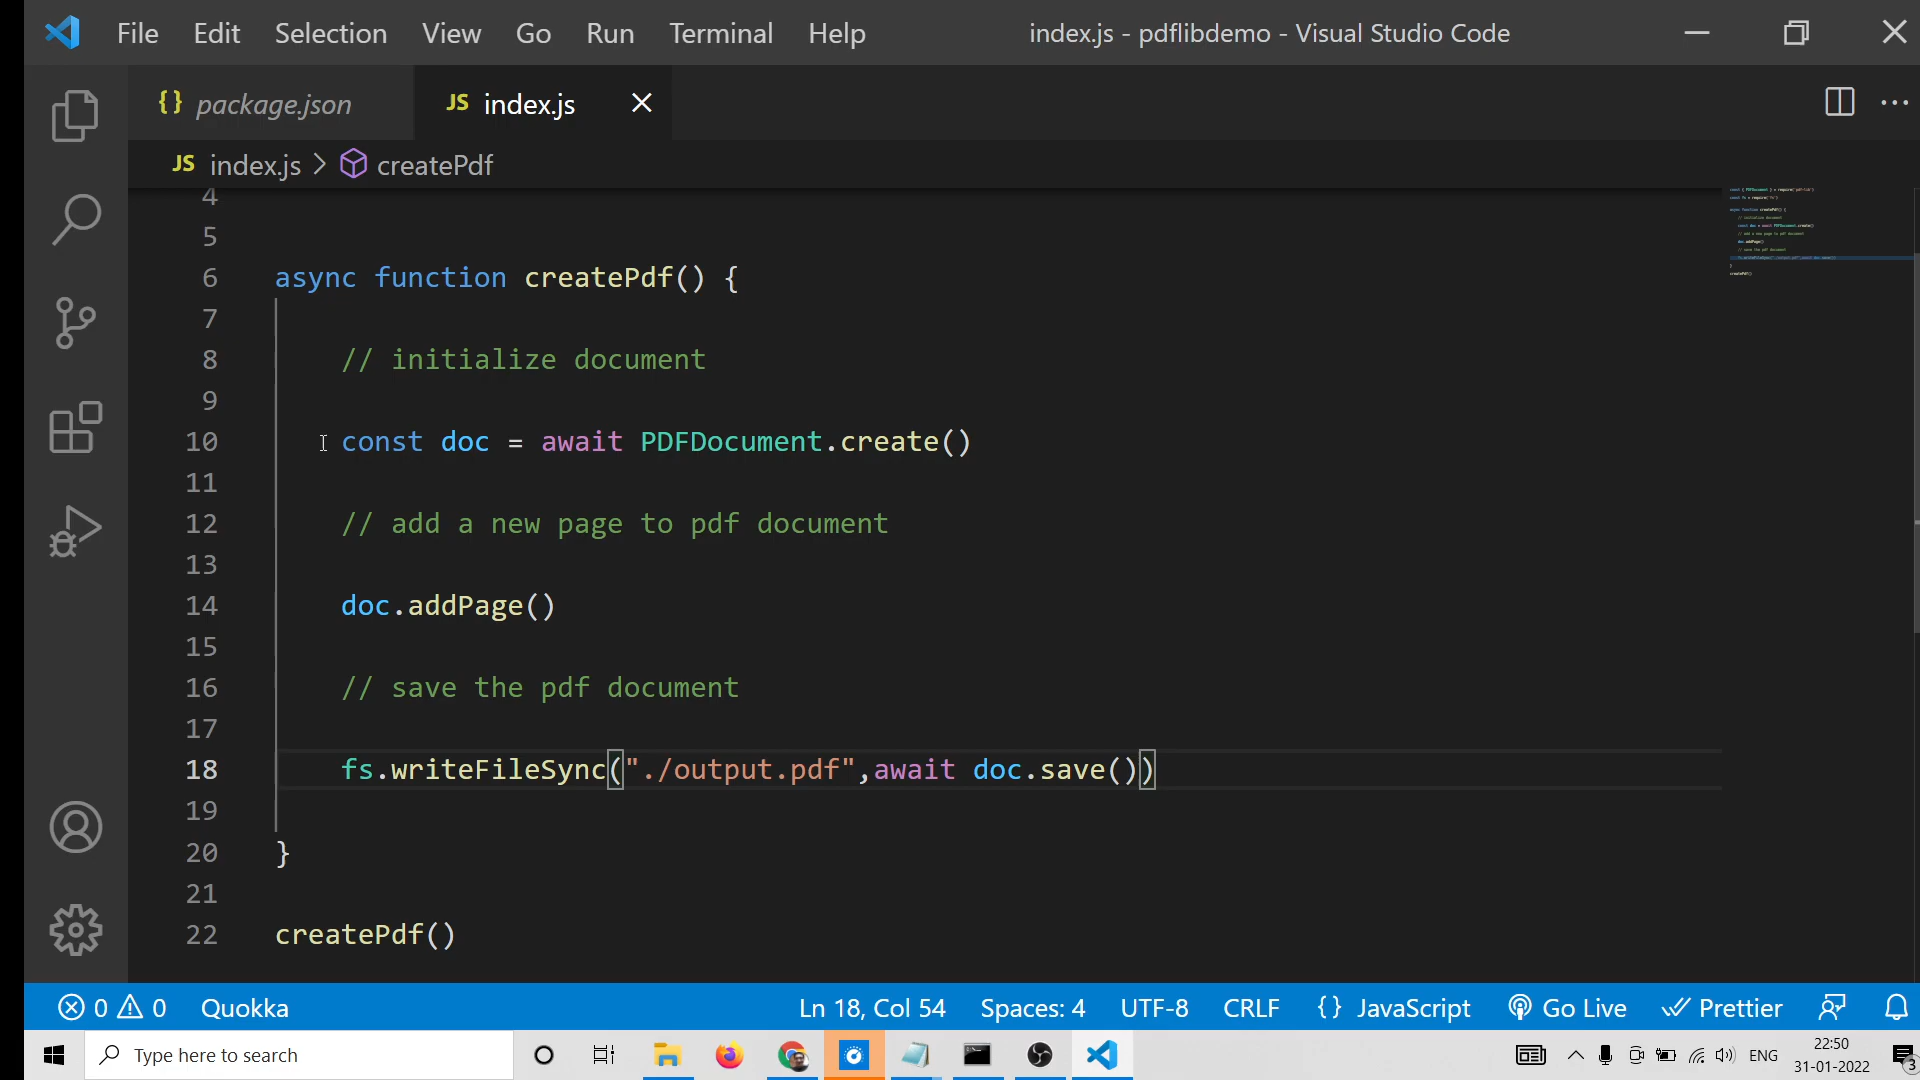 File Edit Selection View Go Run Terminal Help index.js - pdflibdemo - Visual Studio Code
{} package.json JS index.js
JS index.js > createPdf
4
5
6 async function createPdf() {
7
8 // initialize document
9
10 const doc = await PDFDocument.create()
11
12 // add a new page to pdf document
13
14 doc.addPage()
15
16 // save the pdf document
17
18 fs.writeFileSync("./output.pdf",await doc.save())
19
20 }
21
22 createPdf()
0 0 Quokka Ln 18, Col 54 Spaces: 4 UTF-8 CRLF {} JavaScript Go Live Prettier
Type here to search ENG 22:50
31-01-2022 3